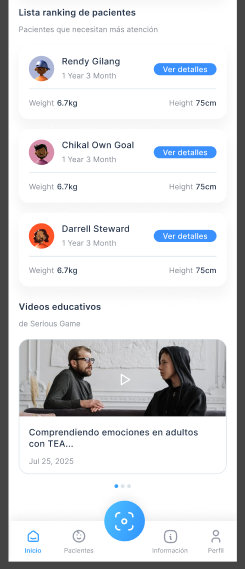 Lista ranking de pacientes
Pacientes que necesitan más atención
Rendy Gilang
1 Year 3 Month
Ver detalles
Weight 6.7kg
Height 75cm
Chikal Own Goal
1 Year 3 Month
Ver detalles
Weight 6.7kg
Height 75cm
Darrell Steward
1 Year 3 Month
Ver detalles
Weight 6.7kg
Height 75cm
Videos educativos
de Serious Game
Comprendiendo emociones en adultos
con TEA...
Jul 25, 2025
Inicio
Pacientes
Información
Perfil